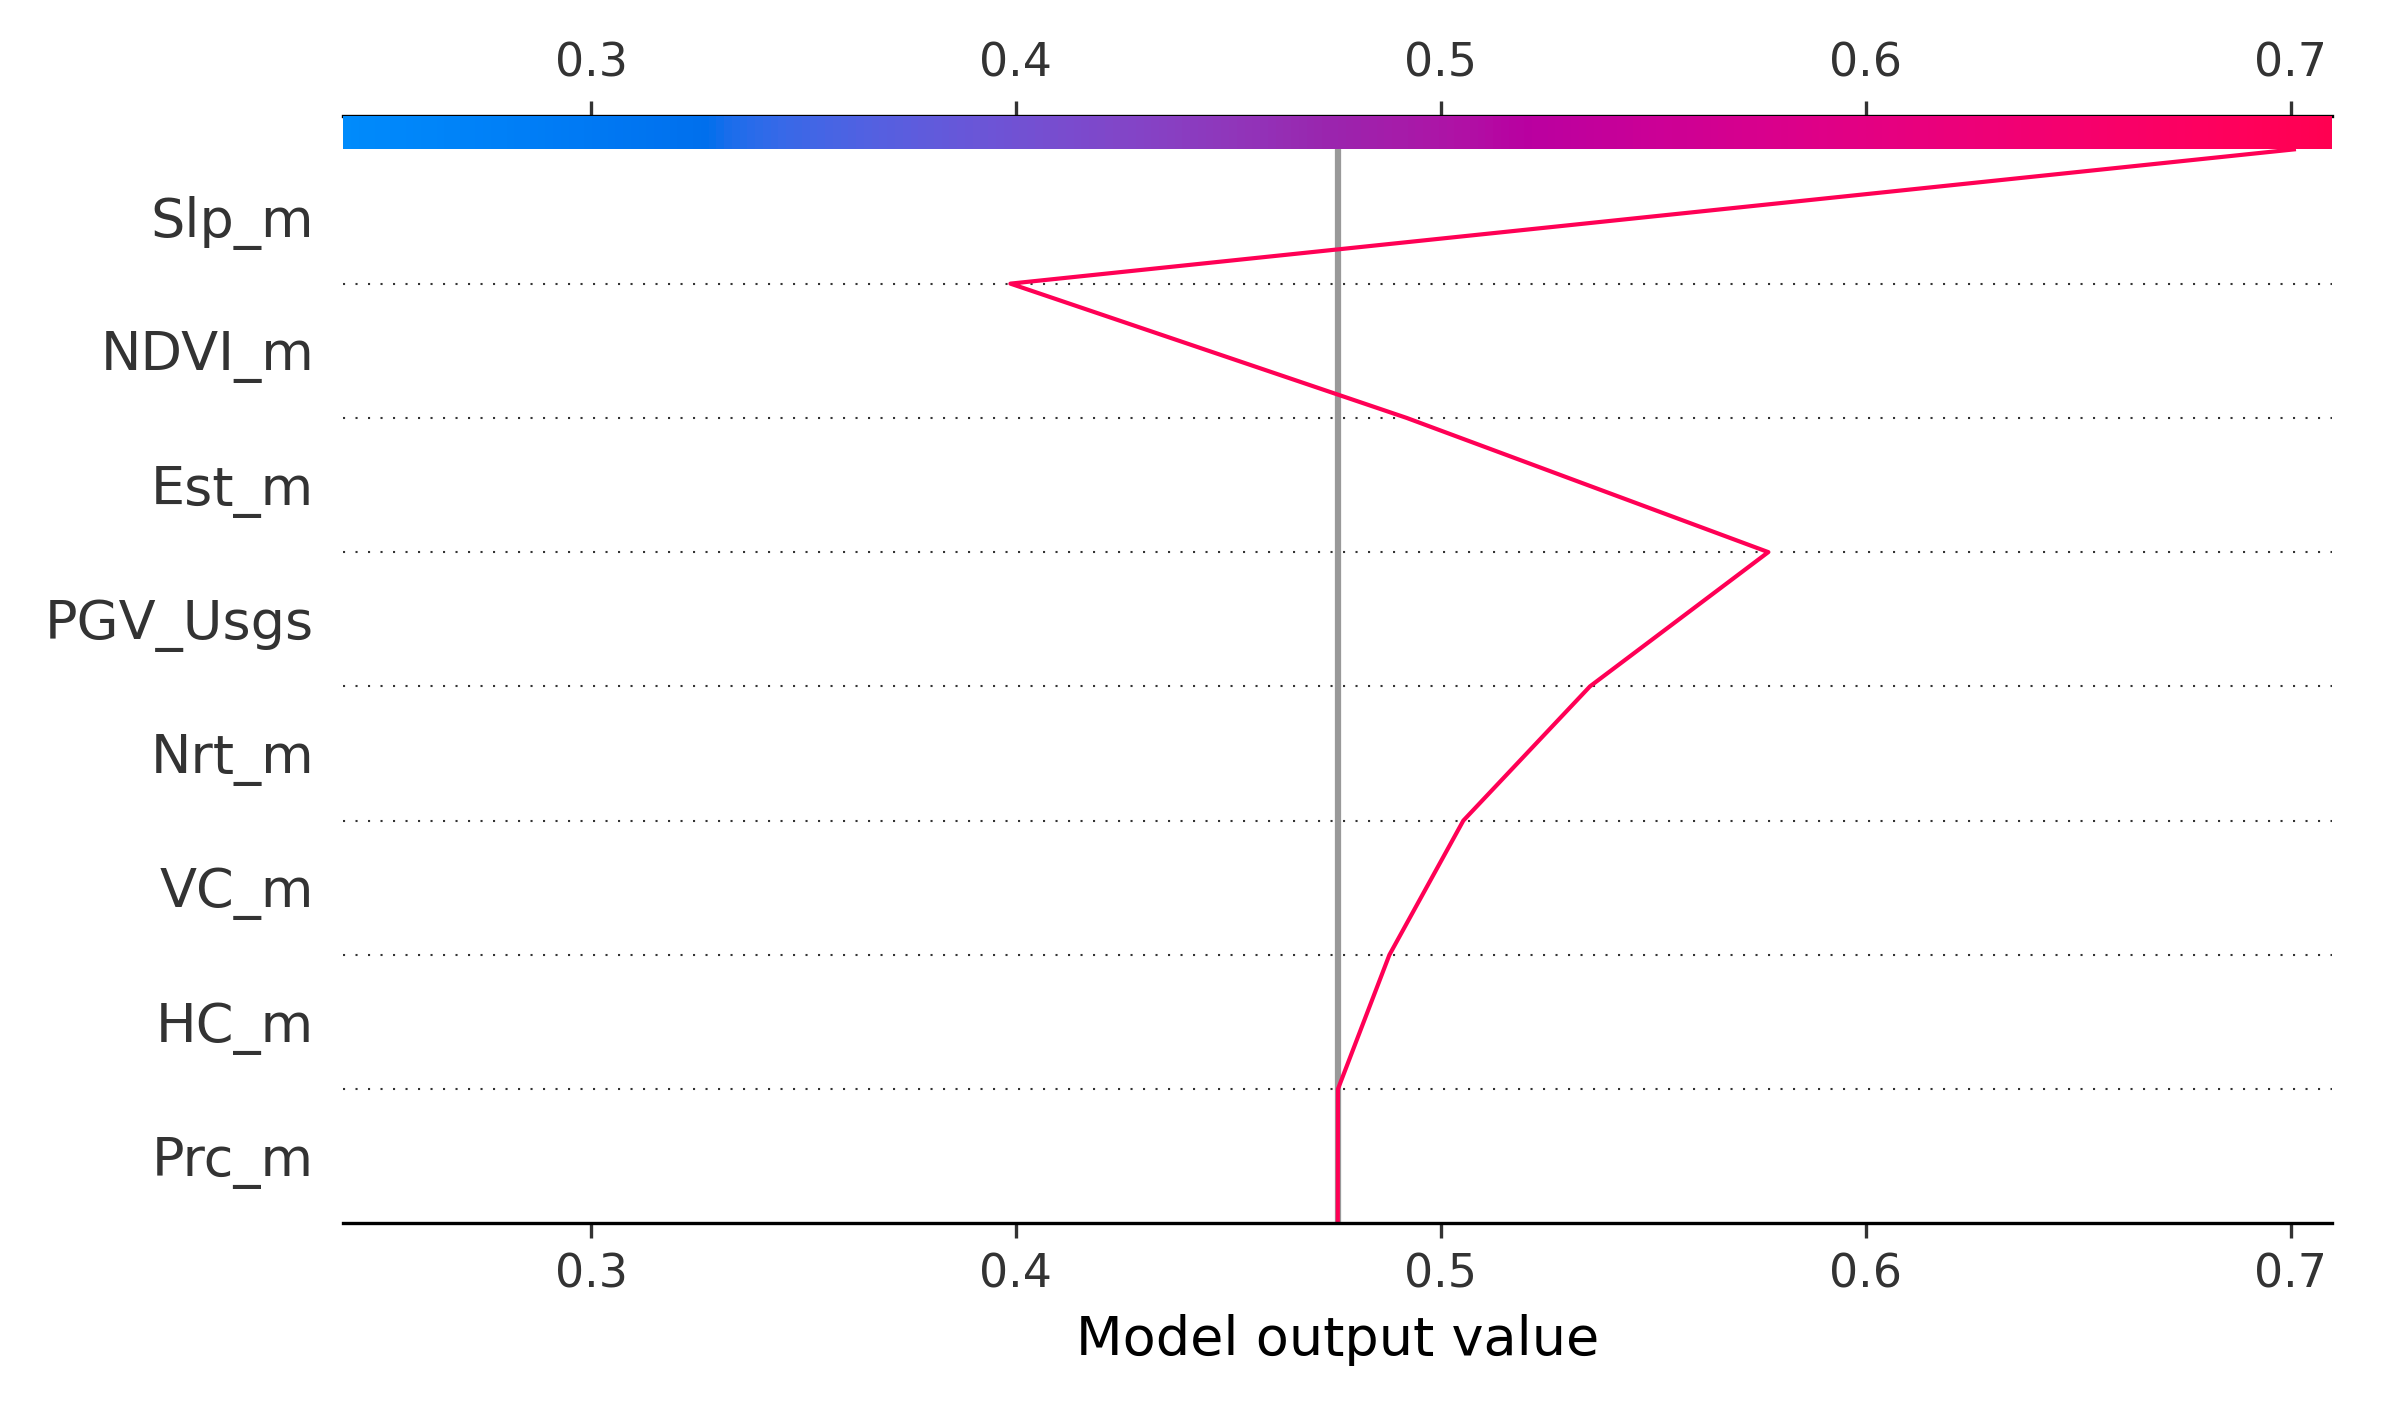 0.3 0.4 0.5 0.6 0.7
Slp_m
NDVI_m
Est_m
PGV_Usgs
Nrt_m
VC_m
HC_m
Prc_m
0.3 0.4 0.5 0.6 0.7
Model output value